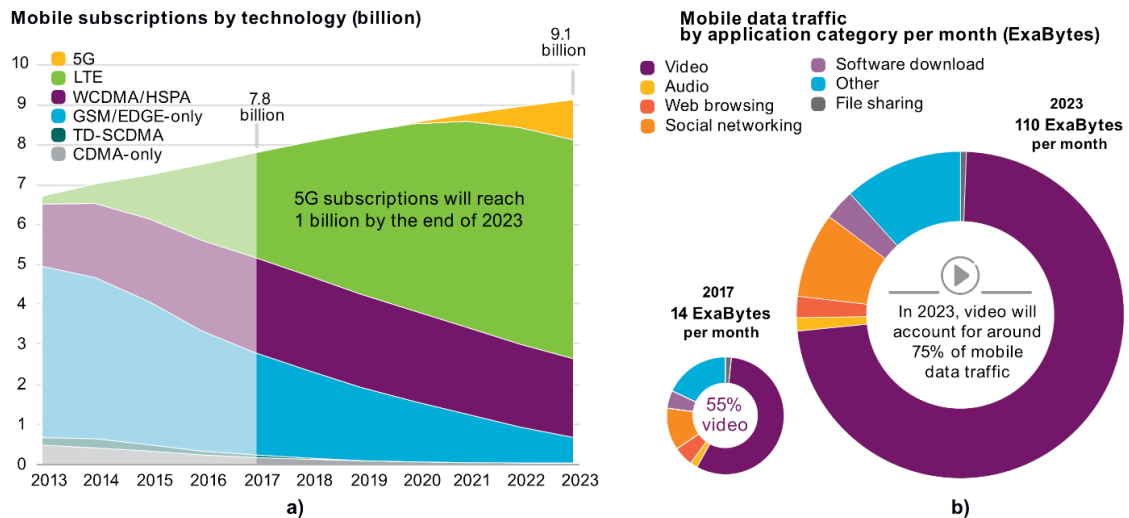 Mobile subscriptions by technology (billion)
9.1
billion
10
9
8
7
6
5
4
3
2
1
0
5G
LTE
WCDMA/HSPA
GSM/EDGE-only
TD-SCDMA
CDMA-only
7.8
billion
5G subscriptions will reach
1 billion by the end of 2023
2013 2014 2015 2016 2017 2018 2019 2020 2021 2022 2023
a)
Mobile data traffic
by application category per month (ExaBytes)
Video
Audio
Web browsing
Social networking
Software download
Other
File sharing
2023
110 ExaBytes
per month
2017
14 ExaBytes
per month
55%
video
In 2023, video will
account for around
75% of mobile
data traffic
b)